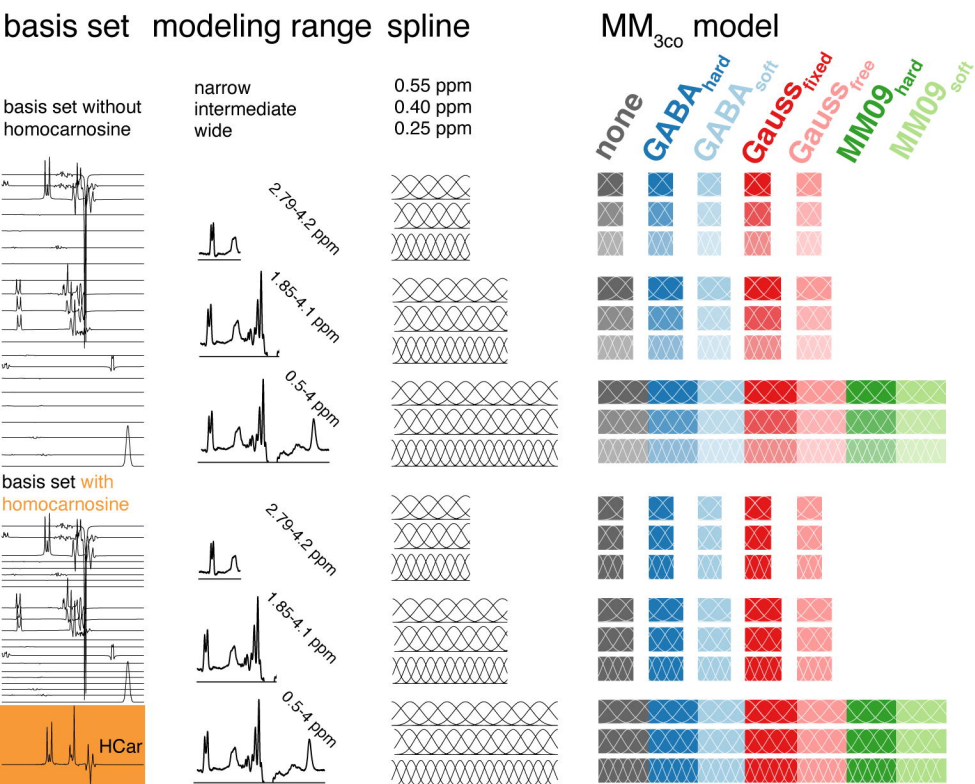 basis set modeling range spline MM3co model
basis set without
homocarnosine
narrow
intermediate
wide
0.55 ppm
0.40 ppm
0.25 ppm
none
GABAhard
GABAsoft
Gaussfixed
Gaussfree
MM09hard
MM09soft
2.79-4.2 ppm
1.85-4.1 ppm
0.5-4 ppm
basis set with
homocarnosine
2.79-4.2 ppm
1.85-4.1 ppm
0.5-4 ppm
HCar